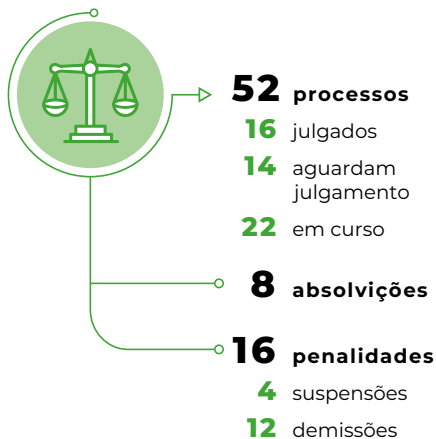 52 processos
16 julgados
14 aguardam
julgamento
22 em curso
8 absolvições
16 penalidades
4 suspensões
12 demissões